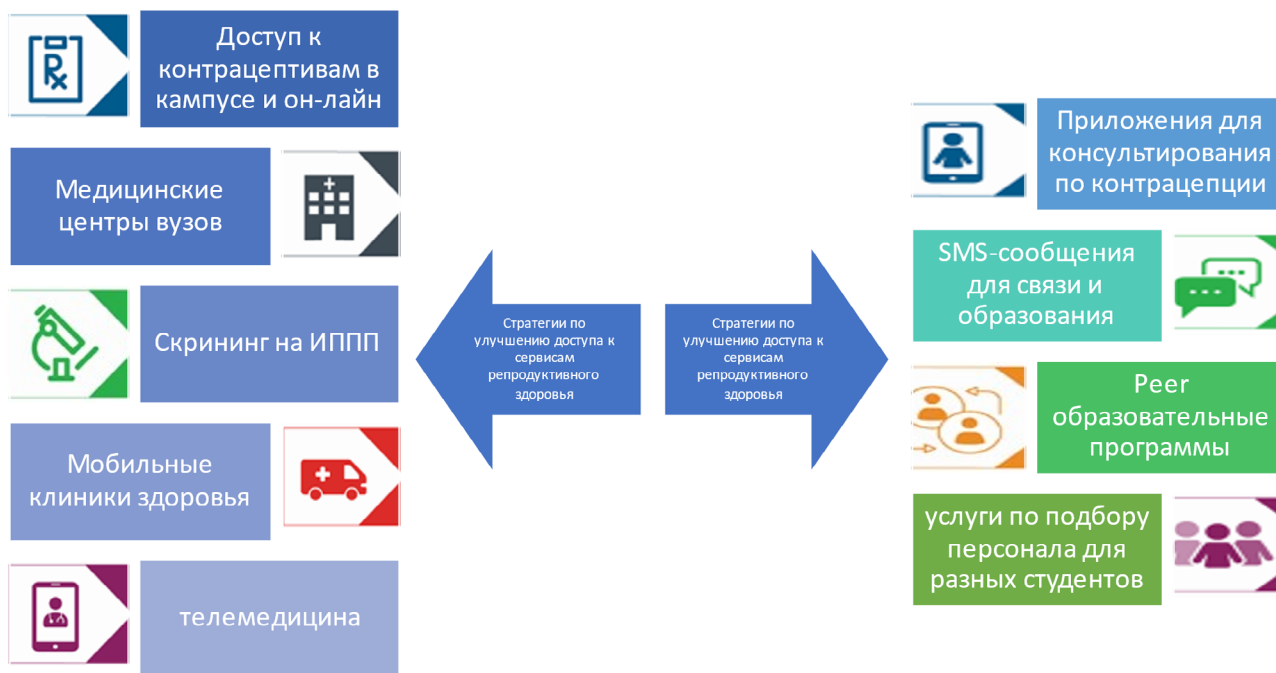 Доступ к
контрацептивам в
кампусе и он-лайн
Медицинские
центры вузов
Скрининг на ИППП
Мобильные
клиники здоровья
телемедицина
Стратегии по
улучшению доступа к
сервисам
репродуктивного
здоровья
Стратегии по
улучшению доступа к
сервисам
репродуктивного
здоровья
Приложения для
консультирования
по контрацепции
SMS-сообщения
для связи и
образования
Peer
образовательные
программы
услуги по подбору
персонала для
разных студентов